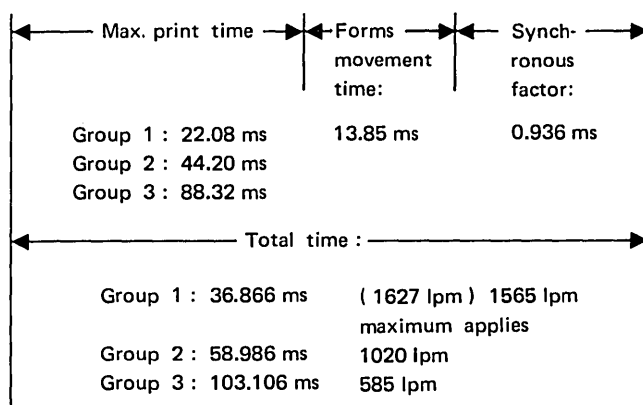 Max. print time Forms Synch-
movement ronous
time: factor:
Group 1 : 22.08 ms 13.85 ms 0.936 ms
Group 2 : 44.20 ms
Group 3 : 88.32 ms
Total time :
Group 1 : 36.866 ms ( 1627 lpm ) 1565 lpm
maximum applies
Group 2 : 58.986 ms 1020 lpm
Group 3 : 103.106 ms 585 lpm